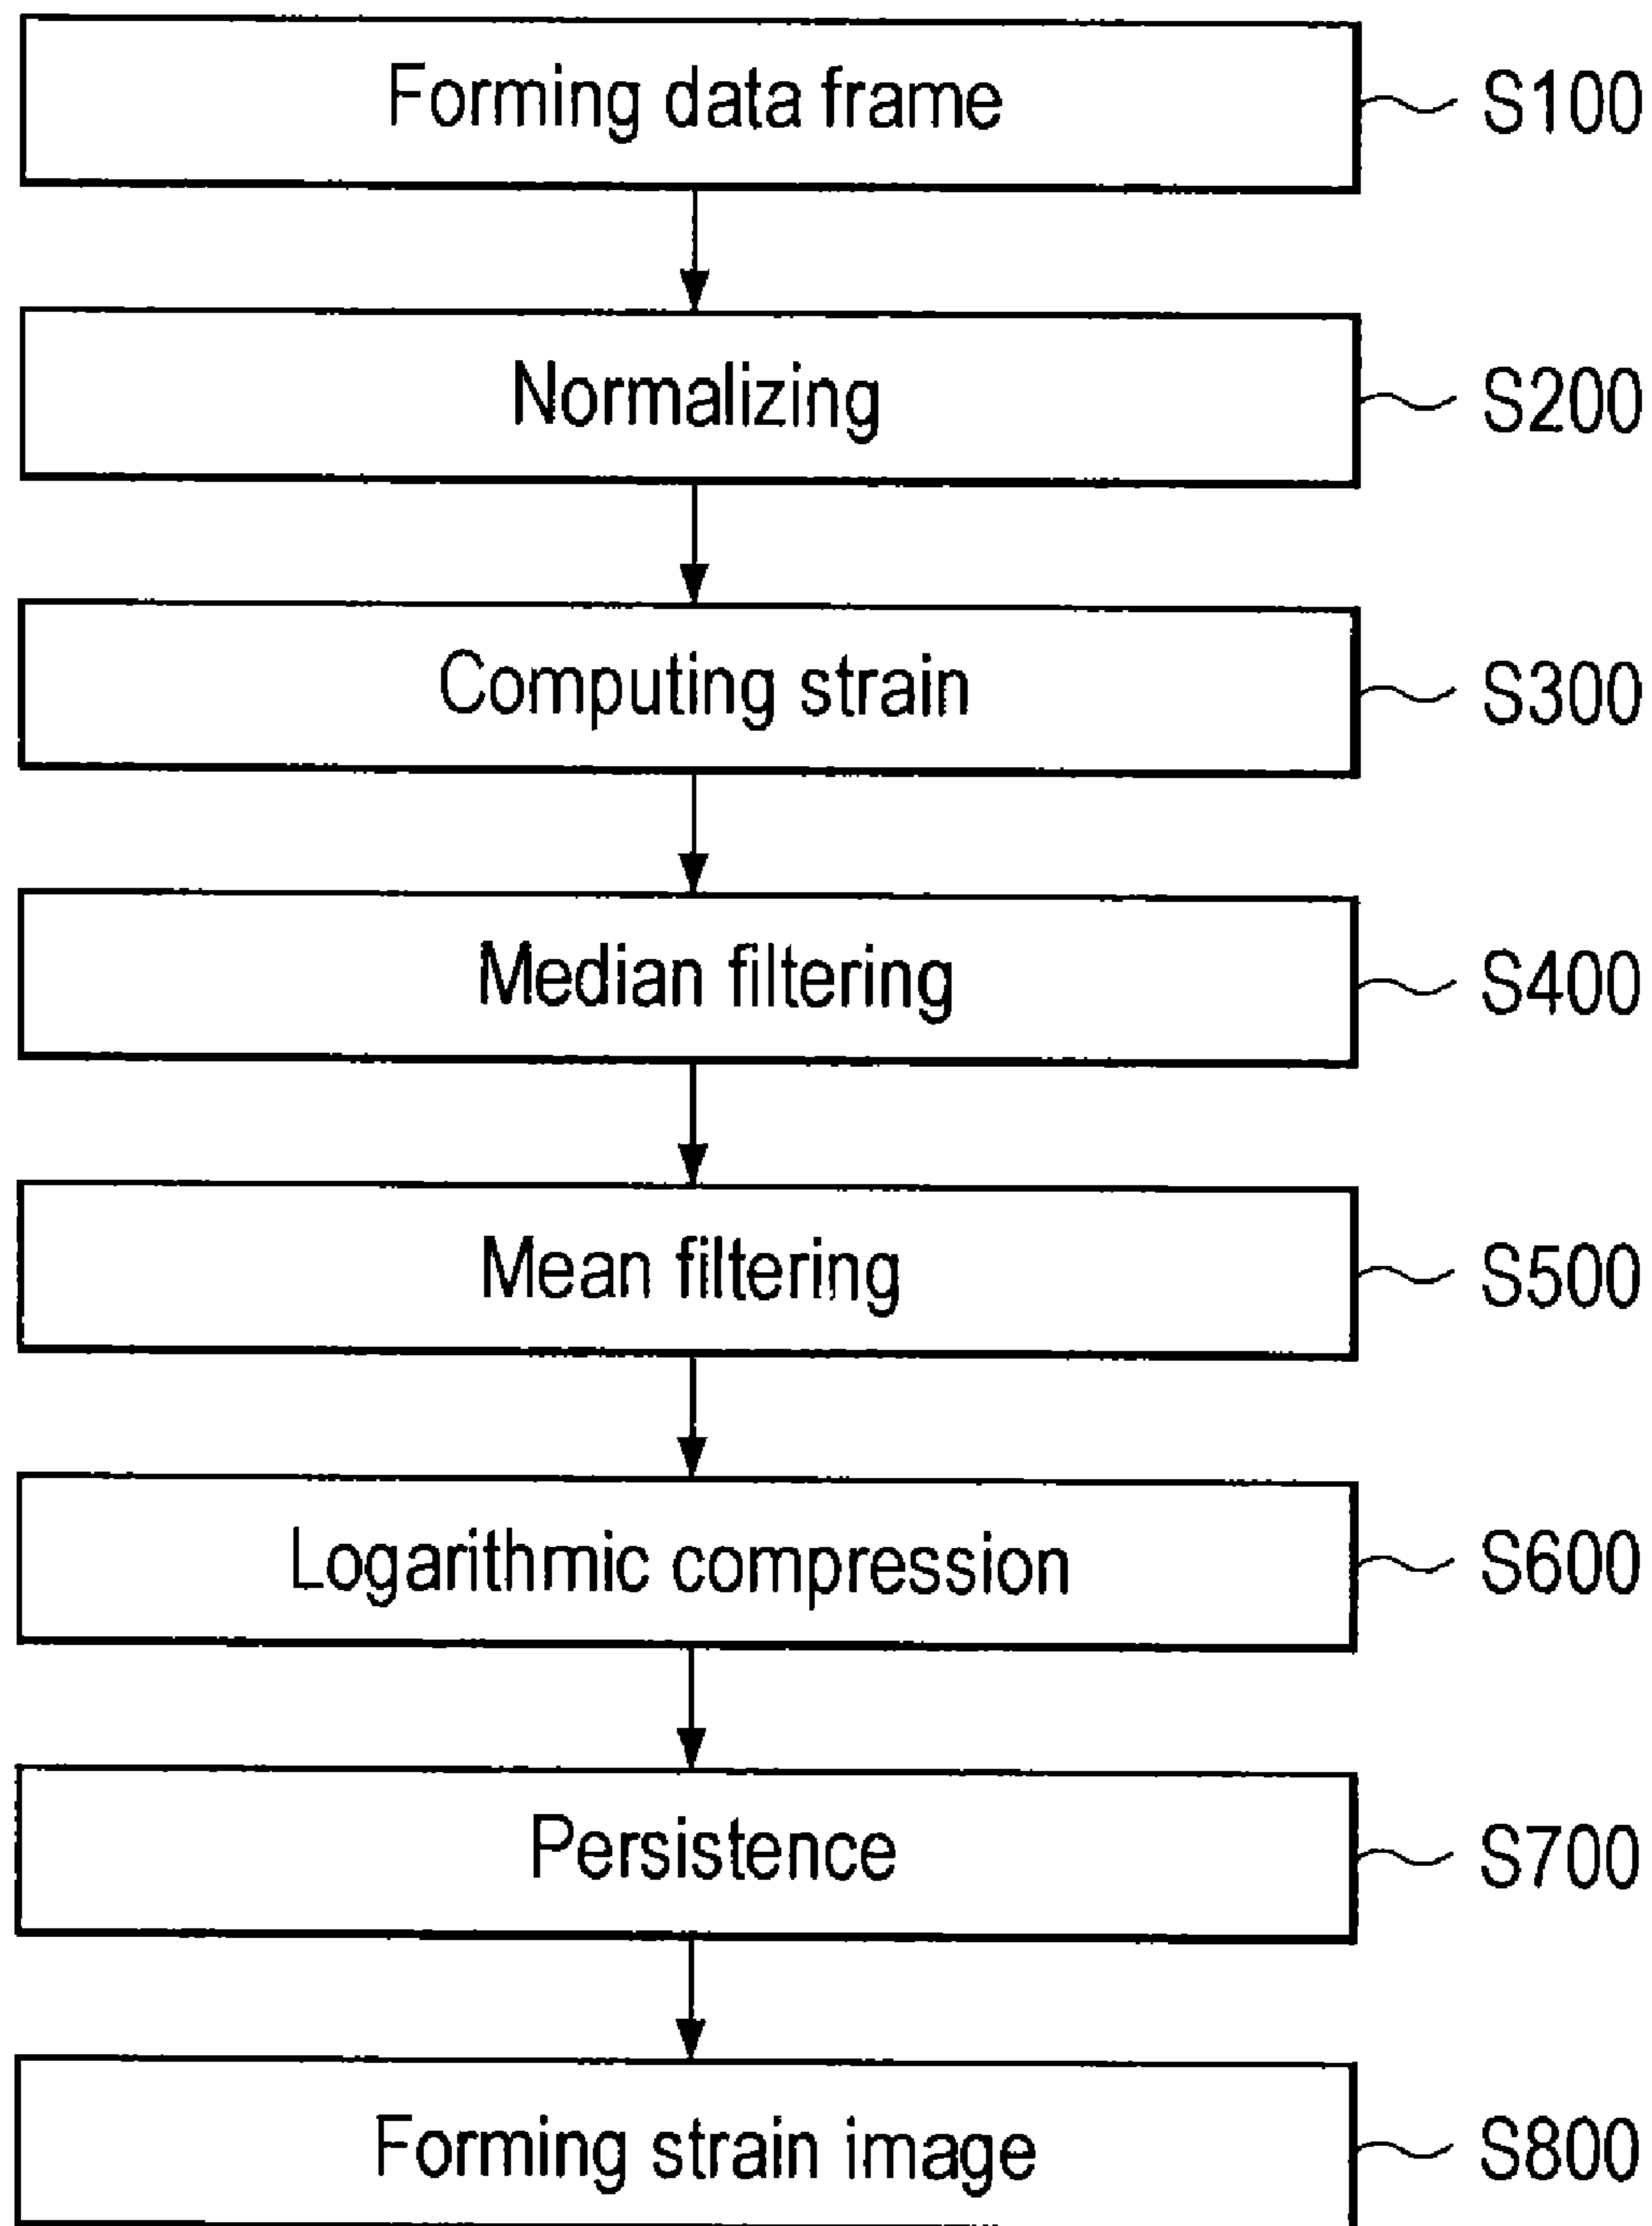 Forming data frame S100
Normalizing S200
Computing strain S300
Median filtering S400
Mean filtering S500
Logarithmic compression S600
Persistence S700
Forming strain image S800